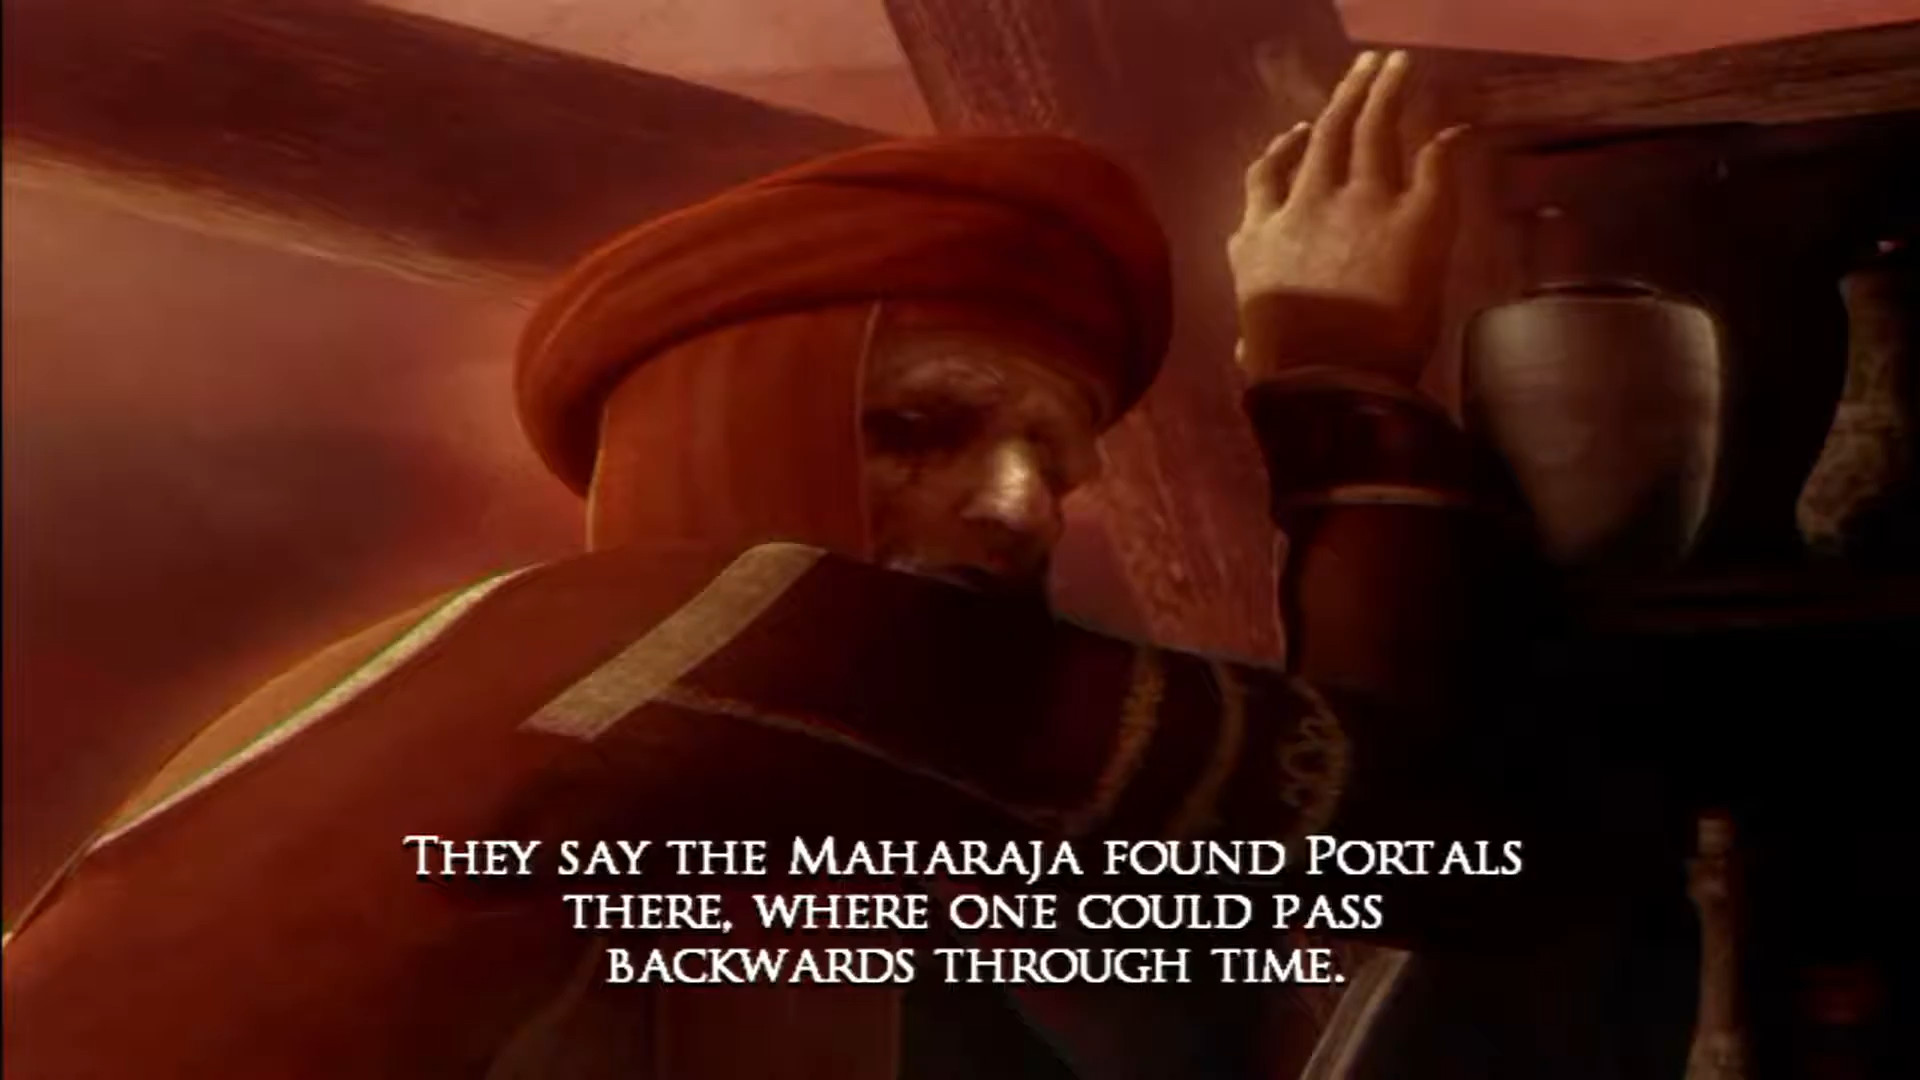 They say the Maharaja found Portals
there, where one could pass
backwards through time.